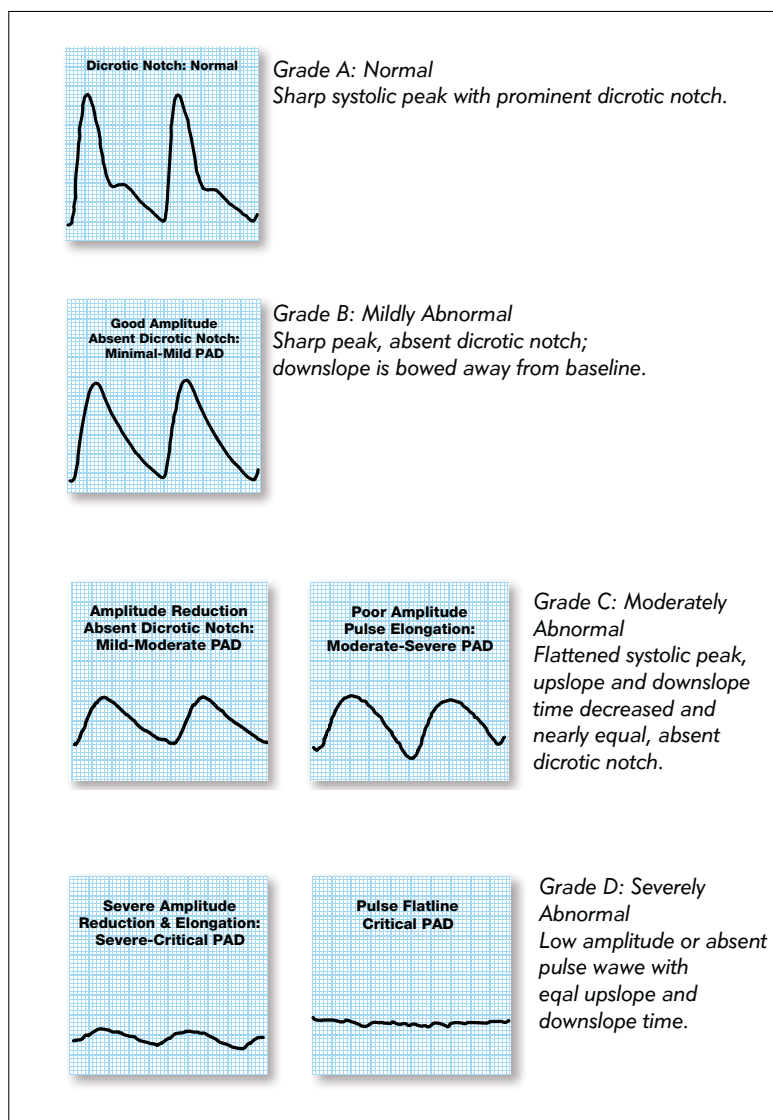 Dicrotic Notch: Normal
Grade A: Normal
Sharp systolic peak with prominent dicrotic notch.
Good Amplitude
Absent Dicrotic Notch:
Minimal-Mild PAD
Grade B: Mildly Abnormal
Sharp peak, absent dicrotic notch;
downslope is bowed away from baseline.
Amplitude Reduction
Absent Dicrotic Notch:
Mild-Moderate PAD
Poor Amplitude
Pulse Elongation:
Moderate-Severe PAD
Grade C: Moderately
Abnormal
Flattened systolic peak,
upslope and downslope
time decreased and
nearly equal, absent
dicrotic notch.
Severe Amplitude
Reduction & Elongation:
Severe-Critical PAD
Pulse Flatline
Critical PAD
Grade D: Severely
Abnormal
Low amplitude or absent
pulse wawe with
eqal upslope and
downslope time.